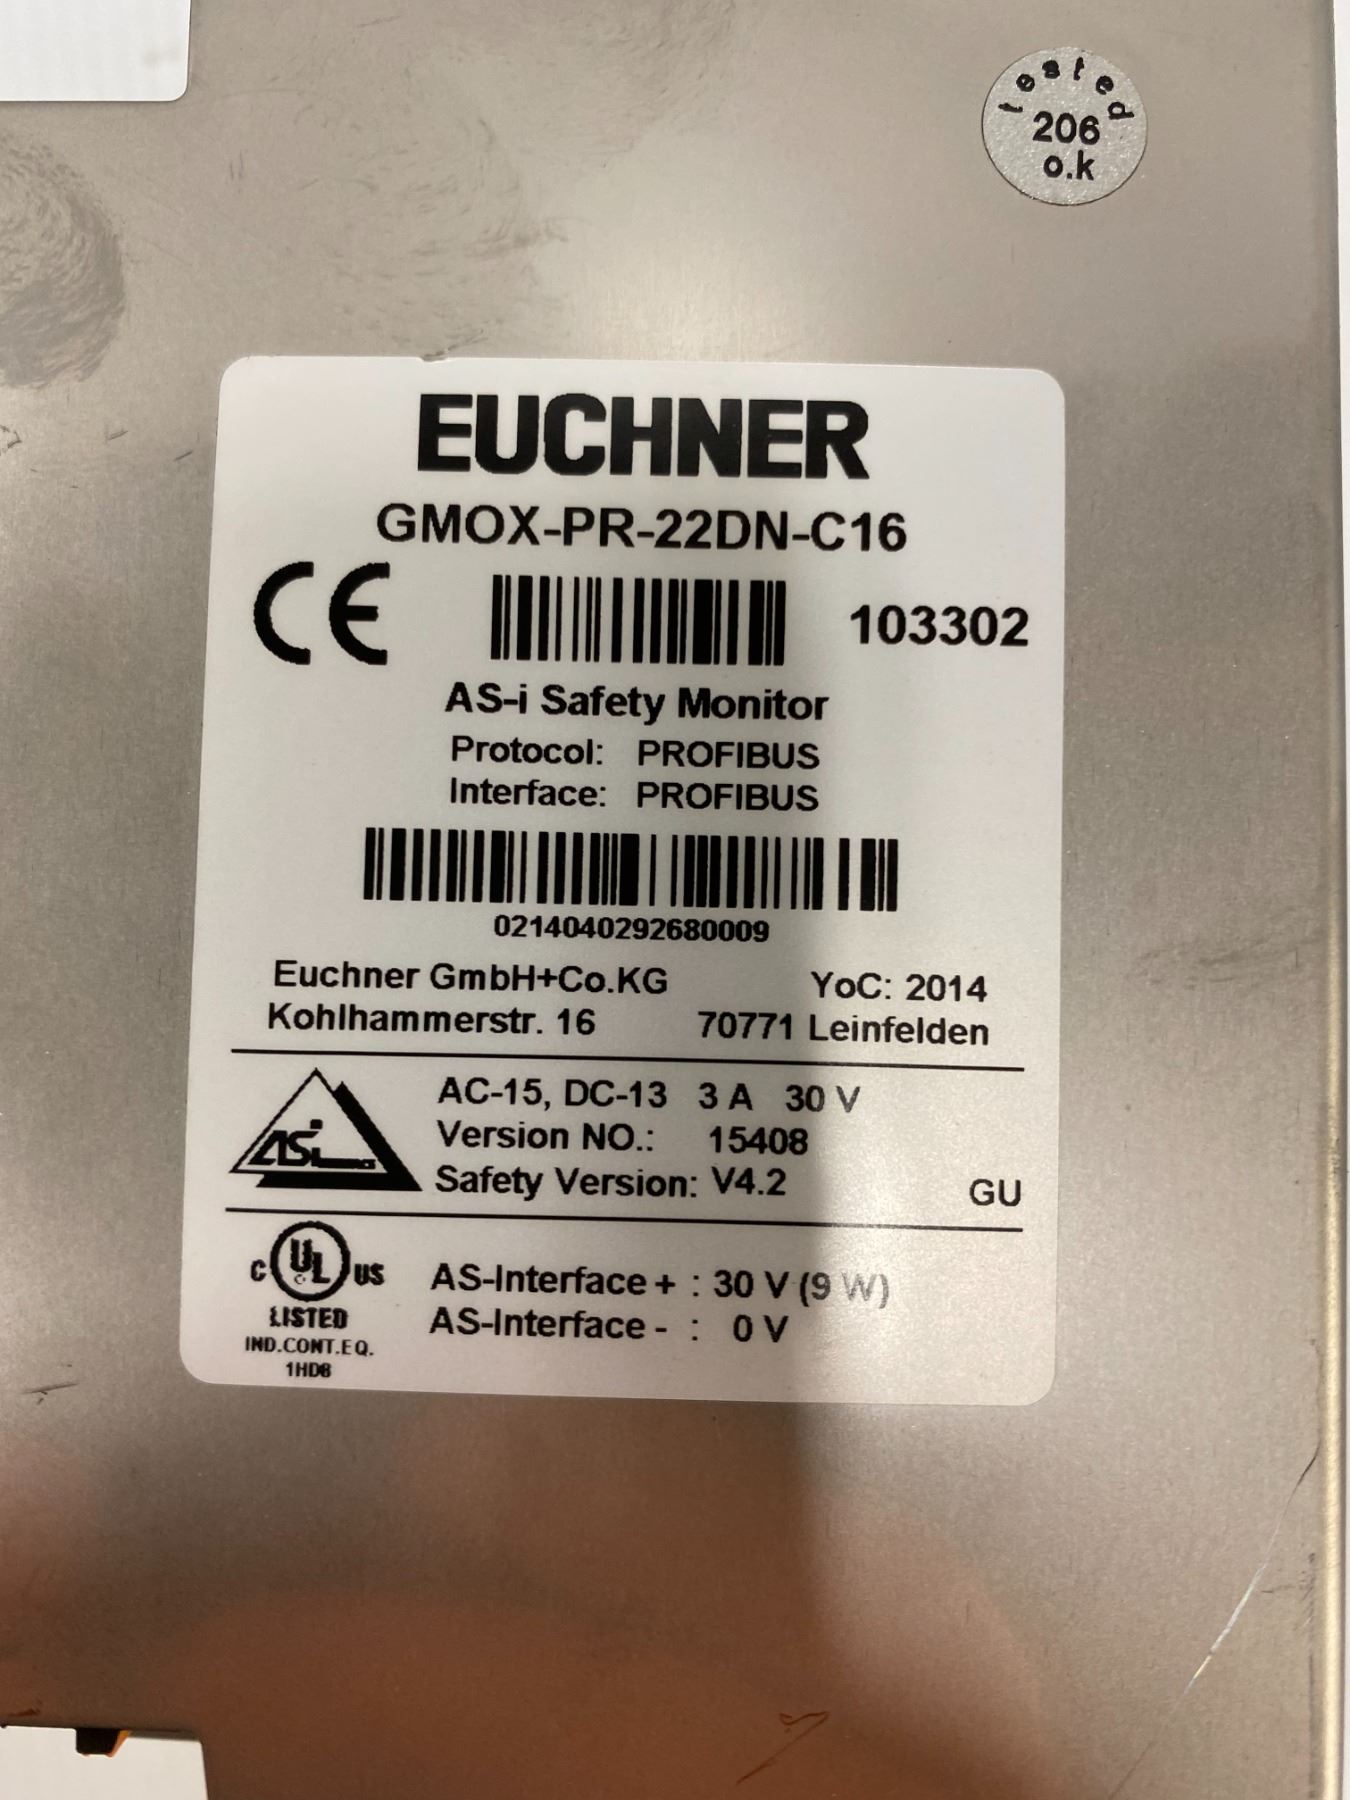 tested
206
o.k
EUCHNER
GMOX-PR-22DN-C16
CE
103302
AS-i Safety Monitor
Protocol: PROFIBUS
Interface: PROFIBUS
0214040292680009
Euchner GmbH+Co.KG YoC: 2014
Kohlhammerstr. 16 70771 Leinfelden
AC-15, DC-13 3 A 30 V
Version NO.: 15408
Safety Version: V4.2
GU
C UL US
LISTED
IND.CONT.EQ.
1HD8
AS-Interface + : 30 V (9 W)
AS-Interface - : 0 V